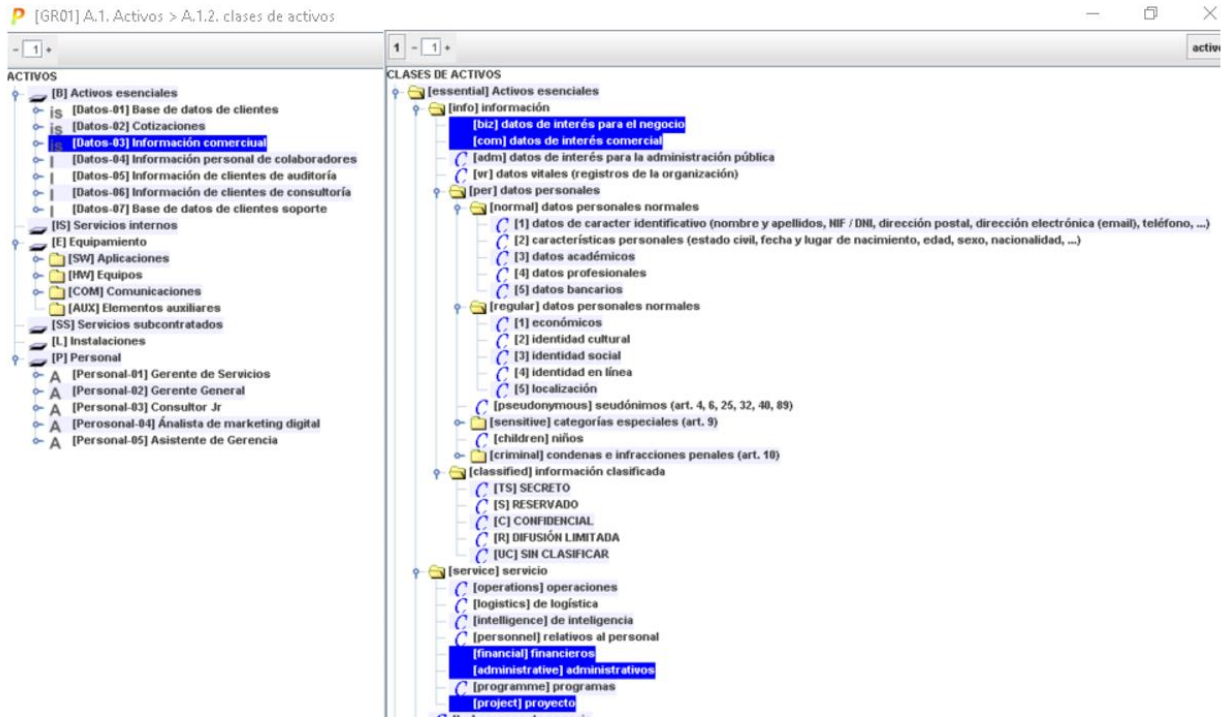 [GR01] A.1. Activos > A.1.2. clases de activos
- 1 +
ACTIVOS
[B] Activos esenciales
is [Datos-01] Base de datos de clientes
is [Datos-02] Cotizaciones
is [Datos-03] Información comerciual
I [Datos-04] Información personal de colaboradores
I [Datos-05] Información de clientes de auditoría
I [Datos-06] Información de clientes de consultoría
I [Datos-07] Base de datos de clientes soporte
[IS] Servicios internos
[E] Equipamiento
[SW] Aplicaciones
[HW] Equipos
[COM] Comunicaciones
[AUX] Elementos auxiliares
[SS] Servicios subcontratados
[L] Instalaciones
[P] Personal
A [Personal-01] Gerente de Servicios
A [Personal-02] Gerente General
A [Personal-03] Consultor Jr
A [Perosonal-04] Ánalista de marketing digital
A [Personal-05] Asistente de Gerencia
1 - 1 +
activ
CLASES DE ACTIVOS
[essential] Activos esenciales
[info] información
[biz] datos de interés para el negocio
[com] datos de interés comercial
C [adm] datos de interés para la administración pública
C [vr] datos vitales (registros de la organización)
[per] datos personales
[normal] datos personales normales
C [1] datos de caracter identificativo (nombre y apellidos, NIF / DNI, dirección postal, dirección electrónica (email), teléfono, ...)
C [2] características personales (estado civil, fecha y lugar de nacimiento, edad, sexo, nacionalidad, ...)
C [3] datos académicos
C [4] datos profesionales
C [5] datos bancarios
[regular] datos personales normales
C [1] económicos
C [2] identidad cultural
C [3] identidad social
C [4] identidad en línea
C [5] localización
C [pseudonymous] seudónimos (art. 4, 6, 25, 32, 40, 89)
[sensitive] categorías especiales (art. 9)
C [children] niños
[criminal] condenas e infracciones penales (art. 10)
[classified] información clasificada
C [TS] SECRETO
C [S] RESERVADO
C [C] CONFIDENCIAL
C [R] DIFUSIÓN LIMITADA
C [UC] SIN CLASIFICAR
[service] servicio
C [operations] operaciones
C [logistics] de logística
C [intelligence] de inteligencia
C [personnel] relativos al personal
[financial] financieros
[administrative] administrativos
C [programme] programas
[project] proyecto